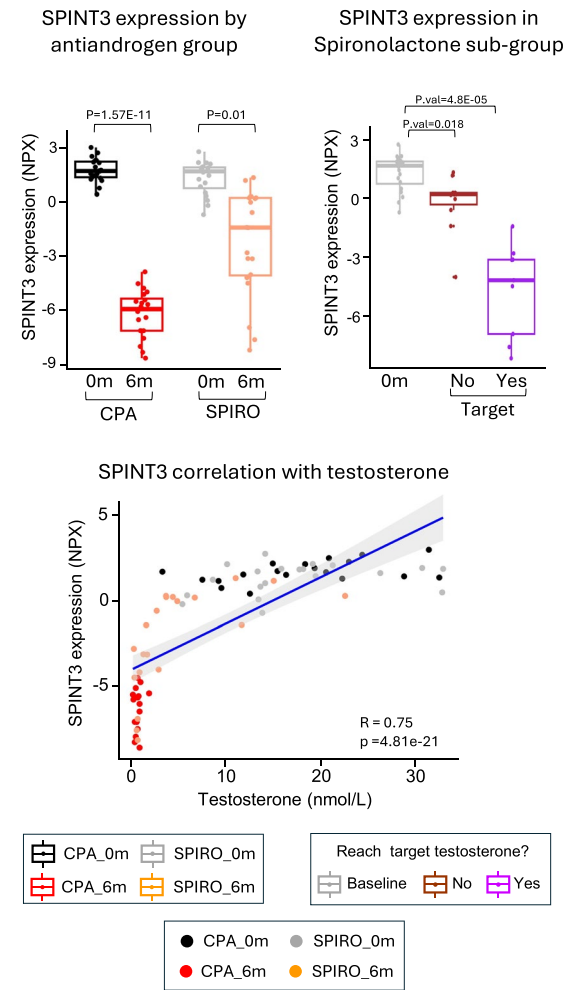 SPINT3 expression by
antiandrogen group
P=1.57E-11
P=0.01
SPINT3 expression (NPX)
3
0
-3
-6
-9
0m 6m 0m 6m
CPA SPIRO
SPINT3 expression in
Spironolactone sub-group
P.val=4.8E-05
P.val=0.018
SPINT3 expression (NPX)
3
0
-3
-6
0m No Yes
Target
SPINT3 correlation with testosterone
SPINT3 expression (NPX)
5
0
-5
R = 0.75
p =4.81e-21
0 10 20 30
Testosterone (nmol/L)
CPA_0m SPIRO_0m
CPA_6m SPIRO_6m
Reach target testosterone?
Baseline No Yes
CPA_0m SPIRO_0m
CPA_6m SPIRO_6m